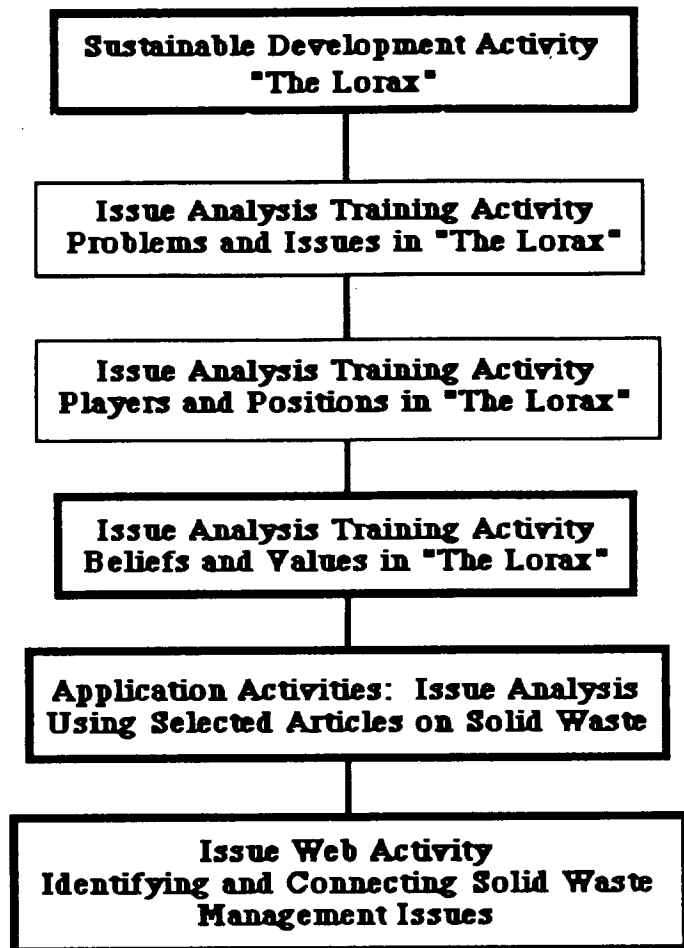 Sustainable Development Activity
"The Lorax"
Issue Analysis Training Activity
Problems and Issues in "The Lorax"
Issue Analysis Training Activity
Players and Positions in "The Lorax"
Issue Analysis Training Activity
Beliefs and Values in "The Lorax"
Application Activities: Issue Analysis
Using Selected Articles on Solid Waste
Issue Web Activity
Identifying and Connecting Solid Waste
Management Issues